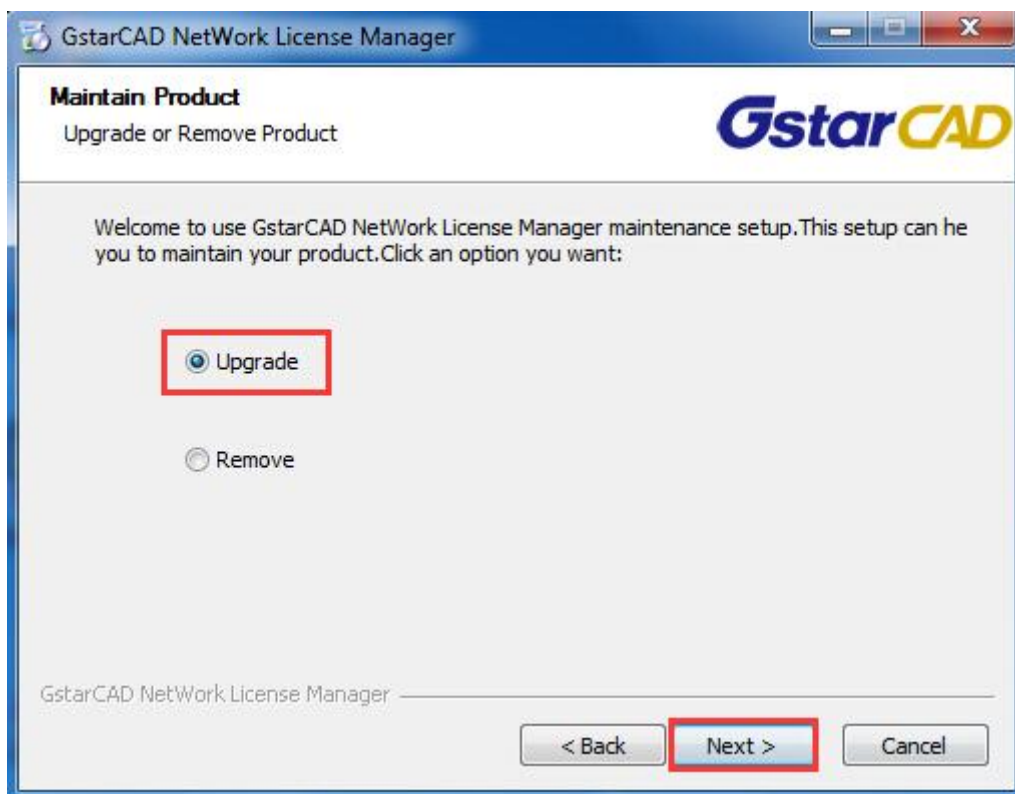 GstarCAD NetWork License Manager
Maintain Product
Upgrade or Remove Product
GstarCAD
Welcome to use GstarCAD NetWork License Manager maintenance setup.This setup can he
you to maintain your product.Click an option you want:
Upgrade
Remove
GstarCAD NetWork License Manager
< Back Next > Cancel